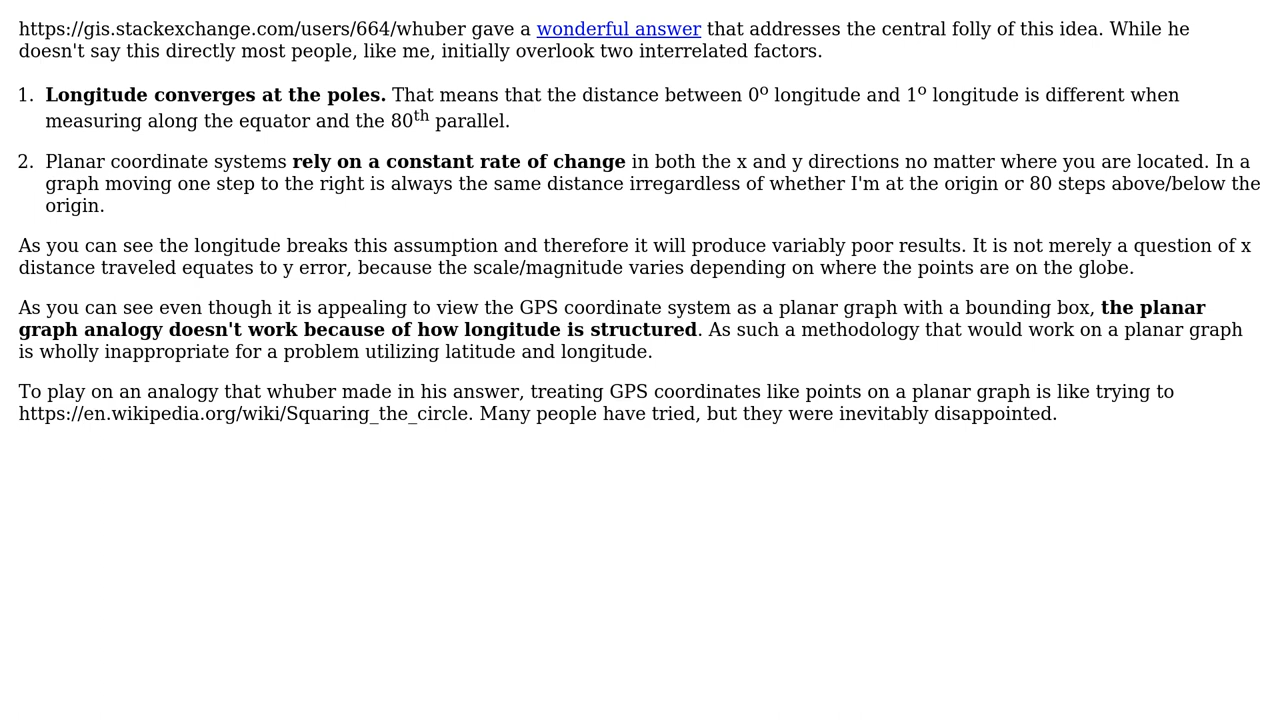 https://gis.stackexchange.com/users/664/whuber gave a wonderful answer that addresses the central folly of this idea. While he
doesn't say this directly most people, like me, initially overlook two interrelated factors.
1. Longitude converges at the poles. That means that the distance between 0o longitude and 1o longitude is different when
measuring along the equator and the 80th parallel.
2. Planar coordinate systems rely on a constant rate of change in both the x and y directions no matter where you are located. In a
graph moving one step to the right is always the same distance irregardless of whether I'm at the origin or 80 steps above/below the
origin.
As you can see the longitude breaks this assumption and therefore it will produce variably poor results. It is not merely a question of x
distance traveled equates to y error, because the scale/magnitude varies depending on where the points are on the globe.
As you can see even though it is appealing to view the GPS coordinate system as a planar graph with a bounding box, the planar
graph analogy doesn't work because of how longitude is structured. As such a methodology that would work on a planar graph
is wholly inappropriate for a problem utilizing latitude and longitude.
To play on an analogy that whuber made in his answer, treating GPS coordinates like points on a planar graph is like trying to
https://en.wikipedia.org/wiki/Squaring_the_circle. Many people have tried, but they were inevitably disappointed.